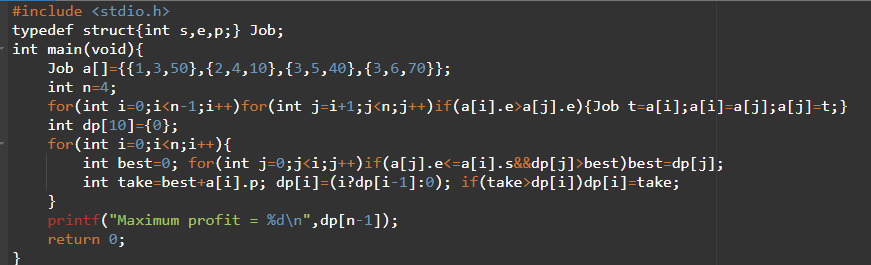 #include <stdio.h>
typedef struct{int s,e,p;} Job;
int main(void){
    Job a[]={{1,3,50},{2,4,10},{3,5,40},{3,6,70}};
    int n=4;
    for(int i=0;i<n-1;i++)for(int j=i+1;j<n;j++)if(a[i].e>a[j].e){Job t=a[i];a[i]=a[j];a[j]=t;}
    int dp[10]={0};
    for(int i=0;i<n;i++){
        int best=0; for(int j=0;j<i;j++)if(a[j].e<=a[i].s&&dp[j]>best)best=dp[j];
        int take=best+a[i].p; dp[i]=(i?dp[i-1]:0); if(take>dp[i])dp[i]=take;
    }
    printf("Maximum profit = %d\n",dp[n-1]);
    return 0;
}